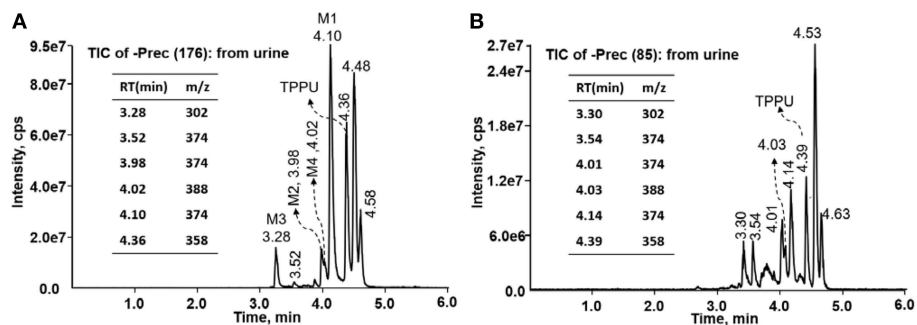 A
M1
4.10
9.5e7
TIC of -Prec (176): from urine
4.48
8.0e7
RT(min) m/z
TPPU
4.36
3.28 302
6.0e7
3.52 374
M2, 3.98
M4, 4.02
3.98 374
4.0e7
4.02 388
4.58
4.10 374
M3
3.28
2.0e7
4.36 358
3.52
0.0
1.0 2.0 3.0 4.0 5.0 6.0
Time, min
Intensity, cps
B
4.53
2.7e7
TIC of -Prec (85): from urine
2.4e7
RT(min) m/z
TPPU
3.30 302
1.8e7
3.54 374
4.03
4.39
4.01 374
4.14
1.2e7
4.03 388
4.01
4.14 374
3.30
3.54
4.63
6.0e6
4.39 358
0.0
1.0 2.0 3.0 4.0 5.0 6.0
Time, min
Intensity, cps